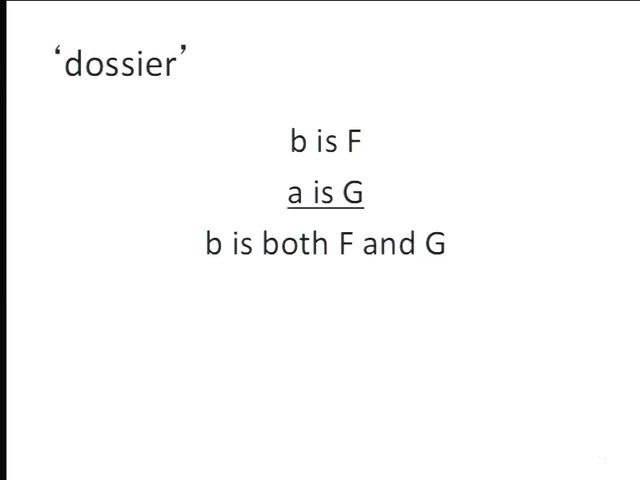 ‘dossier’
b is F
a is G
b is both F and G